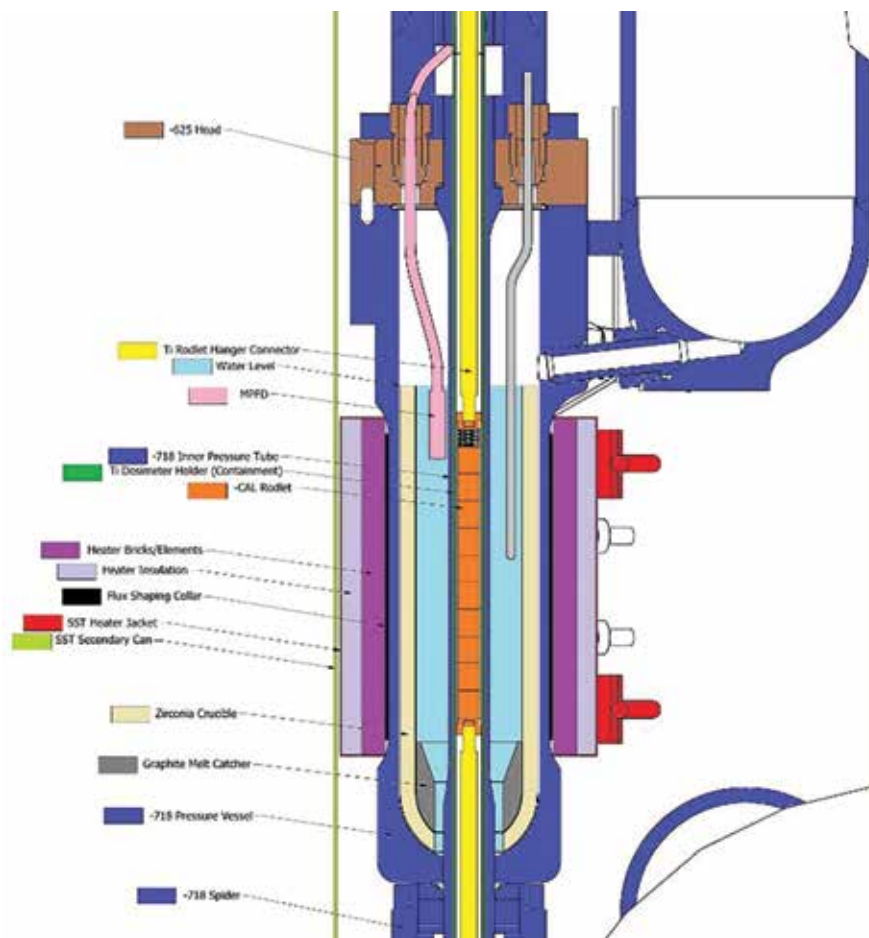 -625 Head
Ti Rodlet Hanger Connector
Water Level
MPFD
-718 Inner Pressure Tube
Ti Dosimeter Holder (Containment)
-CAL Rodlet
Heater Bricks/Elements
Heater Insulation
Flux Shaping Collar
SST Heater Jacket
SST Secondary Can
Zirconia Crucible
Graphite Melt Catcher
-718 Pressure Vessel
-718 Spider